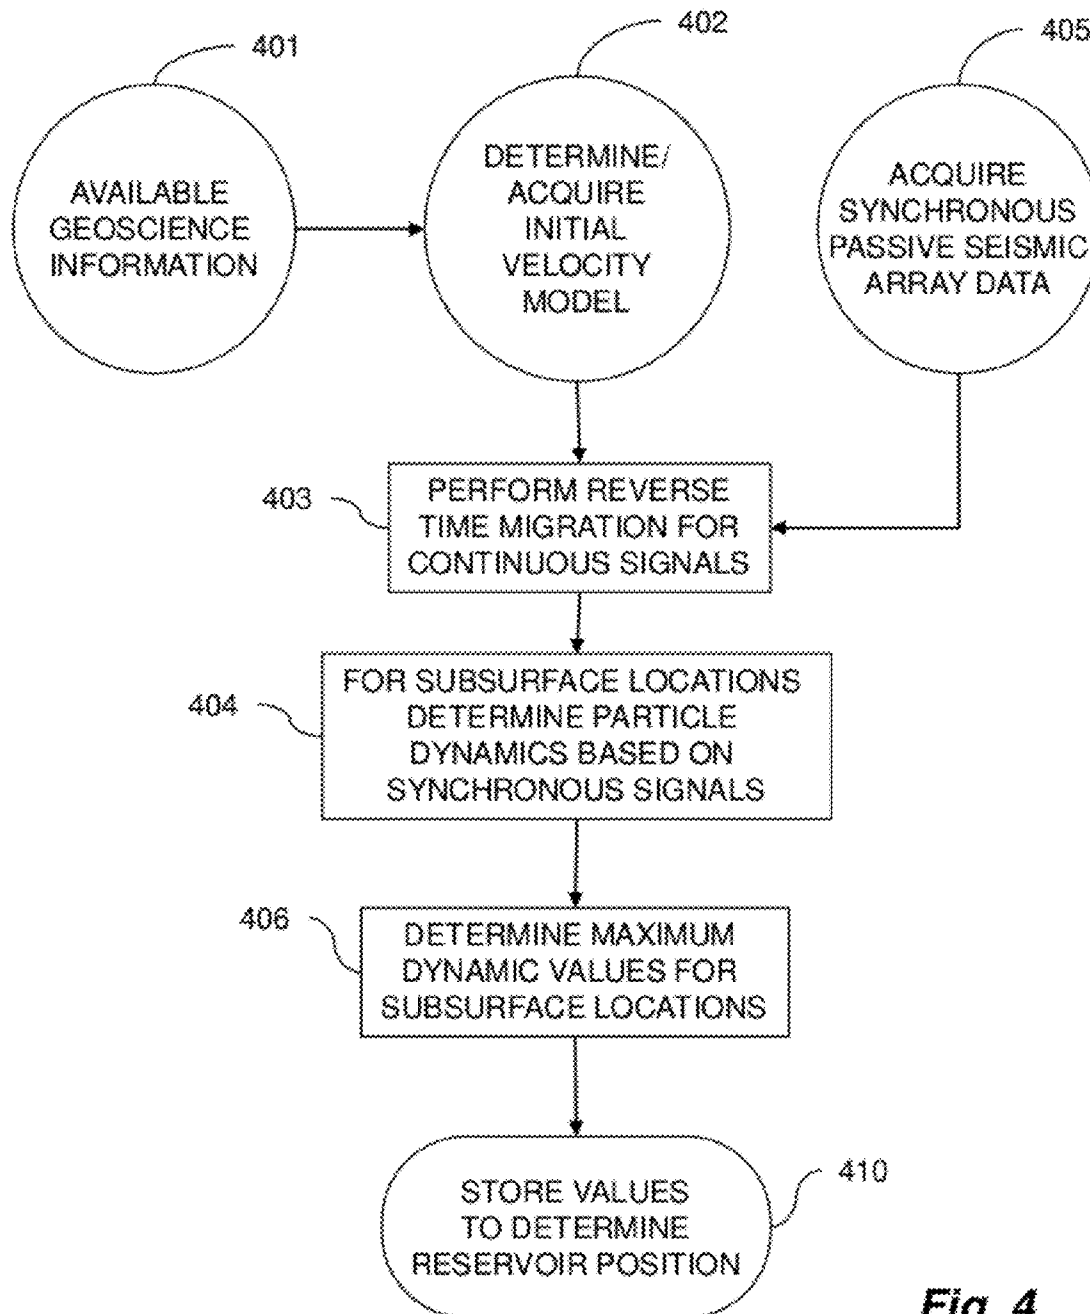 401
402
405
AVAILABLE
GEOSCIENCE
INFORMATION
DETERMINE/
ACQUIRE
INITIAL
VELOCITY
MODEL
ACQUIRE
SYNCHRONOUS
PASSIVE SEISMIC
ARRAY DATA
403
PERFORM REVERSE
TIME MIGRATION FOR
CONTINUOUS SIGNALS
404
FOR SUBSURFACE LOCATIONS
DETERMINE PARTICLE
DYNAMICS BASED ON
SYNCHRONOUS SIGNALS
406
DETERMINE MAXIMUM
DYNAMIC VALUES FOR
SUBSURFACE LOCATIONS
410
STORE VALUES
TO DETERMINE
RESERVOIR POSITION
Fig. 4